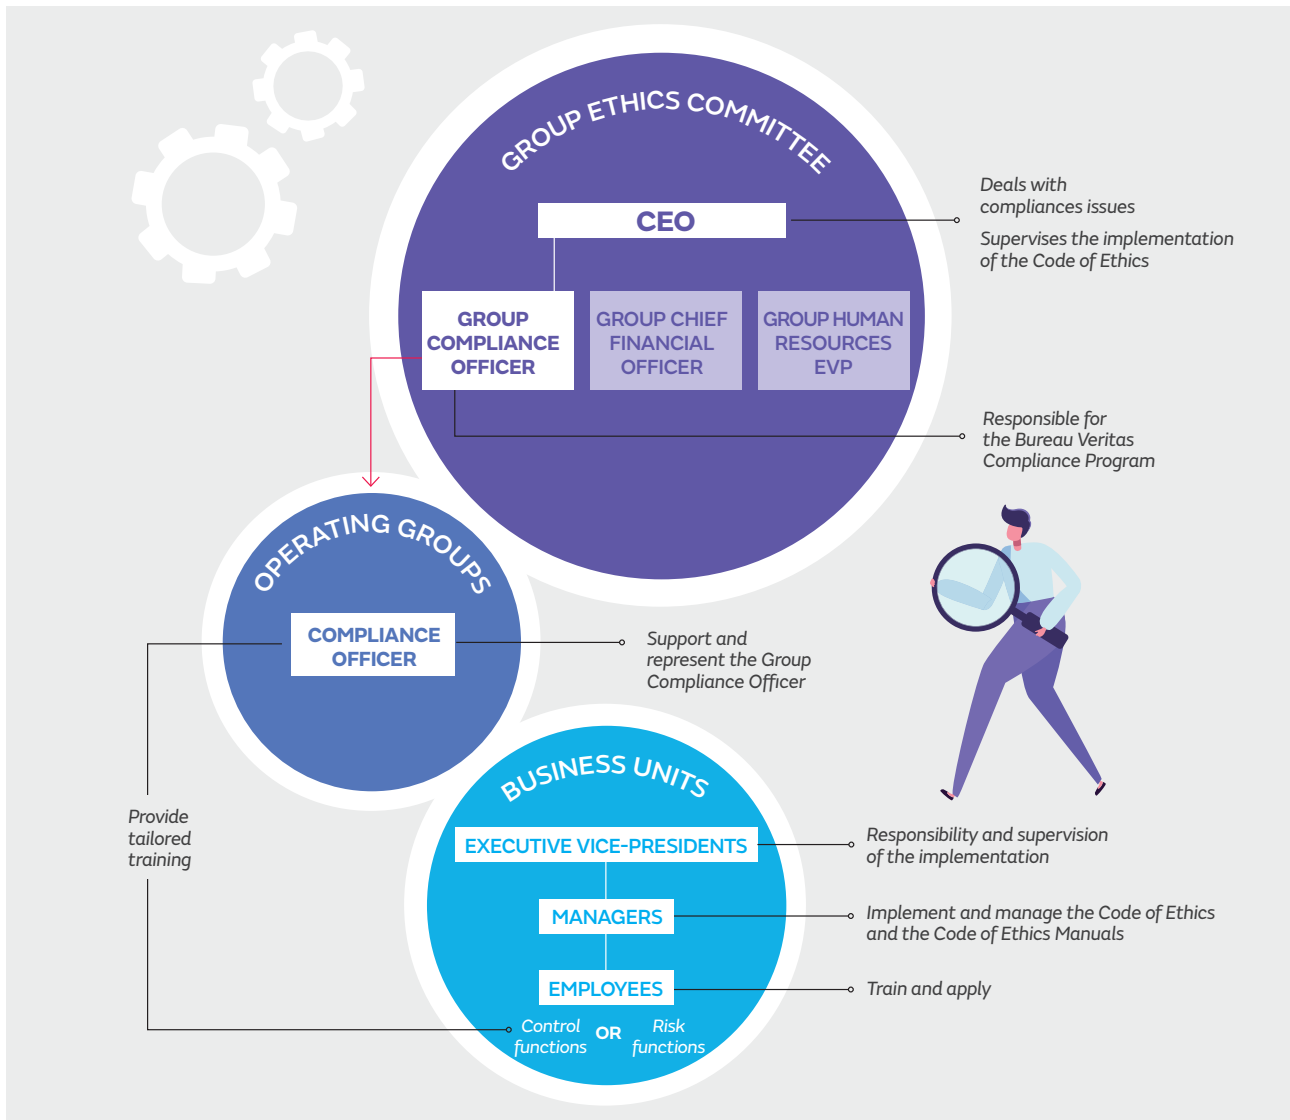 GROUP ETHICS COMMITTEE
CEO
Deals with
compliances issues
Supervises the implementation
of the Code of Ethics
GROUP
COMPLIANCE
OFFICER
GROUP CHIEF
FINANCIAL
OFFICER
GROUP HUMAN
RESOURCES
EVP
Responsible for
the Bureau Veritas
Compliance Program
OPERATING GROUPS
COMPLIANCE
OFFICER
Support and
represent the Group
Compliance Officer
Provide
tailored
training
BUSINESS UNITS
EXECUTIVE VICE-PRESIDENTS
Responsibility and supervision
of the implementation
MANAGERS
Implement and manage the Code of Ethics
and the Code of Ethics Manuals
EMPLOYEES
Train and apply
Control
functions
OR
Risk
functions